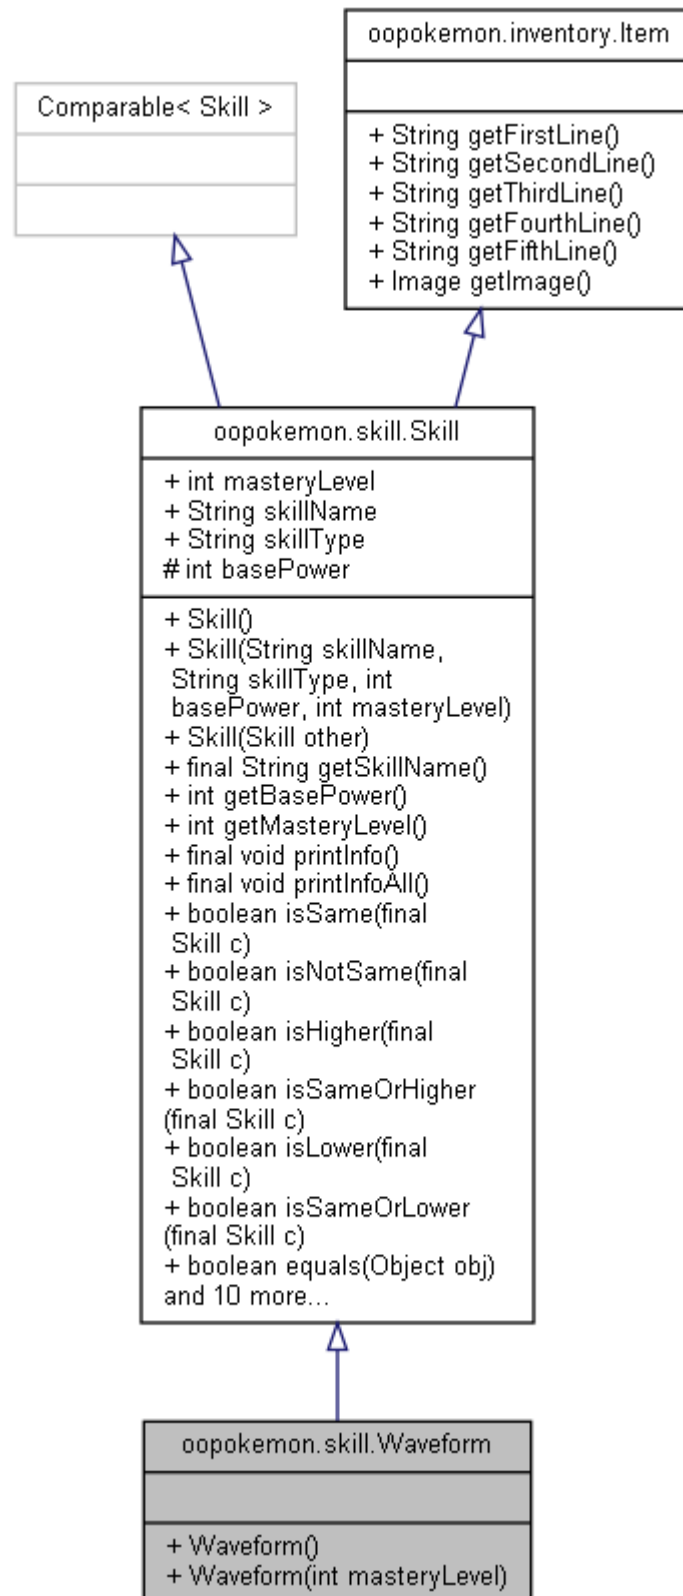 oopokemon.inventory.Item
+ String getFirstLine()
+ String getSecondLine()
+ String getThirdLine()
+ String getFourthLine()
+ String getFifthLine()
+ Image getImage()
Comparable< Skill >
oopokemon.skill.Skill
+ int masteryLevel
+ String skillName
+ String skillType
# int basePower
+ Skill()
+ Skill(String skillName,
String skillType, int
basePower, int masteryLevel)
+ Skill(Skill other)
+ final String getSkillName()
+ int getBasePower()
+ int getMasteryLevel()
+ final void printInfo()
+ final void printInfoAll()
+ boolean isSame(final
Skill c)
+ boolean isNotSame(final
Skill c)
+ boolean isHigher(final
Skill c)
+ boolean isSameOrHigher
(final Skill c)
+ boolean isLower(final
Skill c)
+ boolean isSameOrLower
(final Skill c)
+ boolean equals(Object obj)
and 10 more...
oopokemon.skill.Waveform
+ Waveform()
+ Waveform(int masteryLevel)